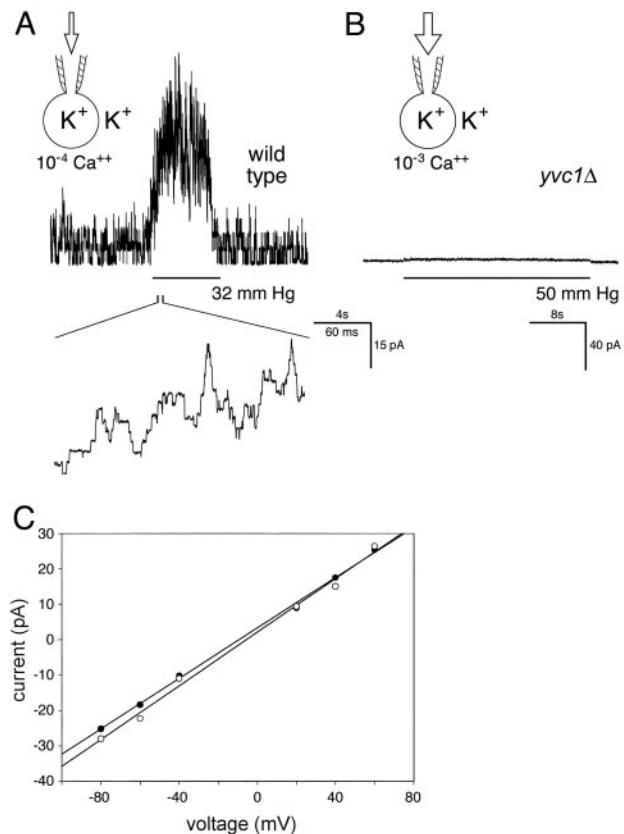 A
K⁺ K⁺
10⁻⁴ Ca⁺⁺
wild
type
32 mm Hg
B
K⁺ K⁺
10⁻³ Ca⁺⁺
yvc1Δ
50 mm Hg
4s
60 ms
15 pA
8s
40 pA
C
current (pA)
30
20
10
0
-10
-20
-30
-40
-80 -40 0 40 80
voltage (mV)